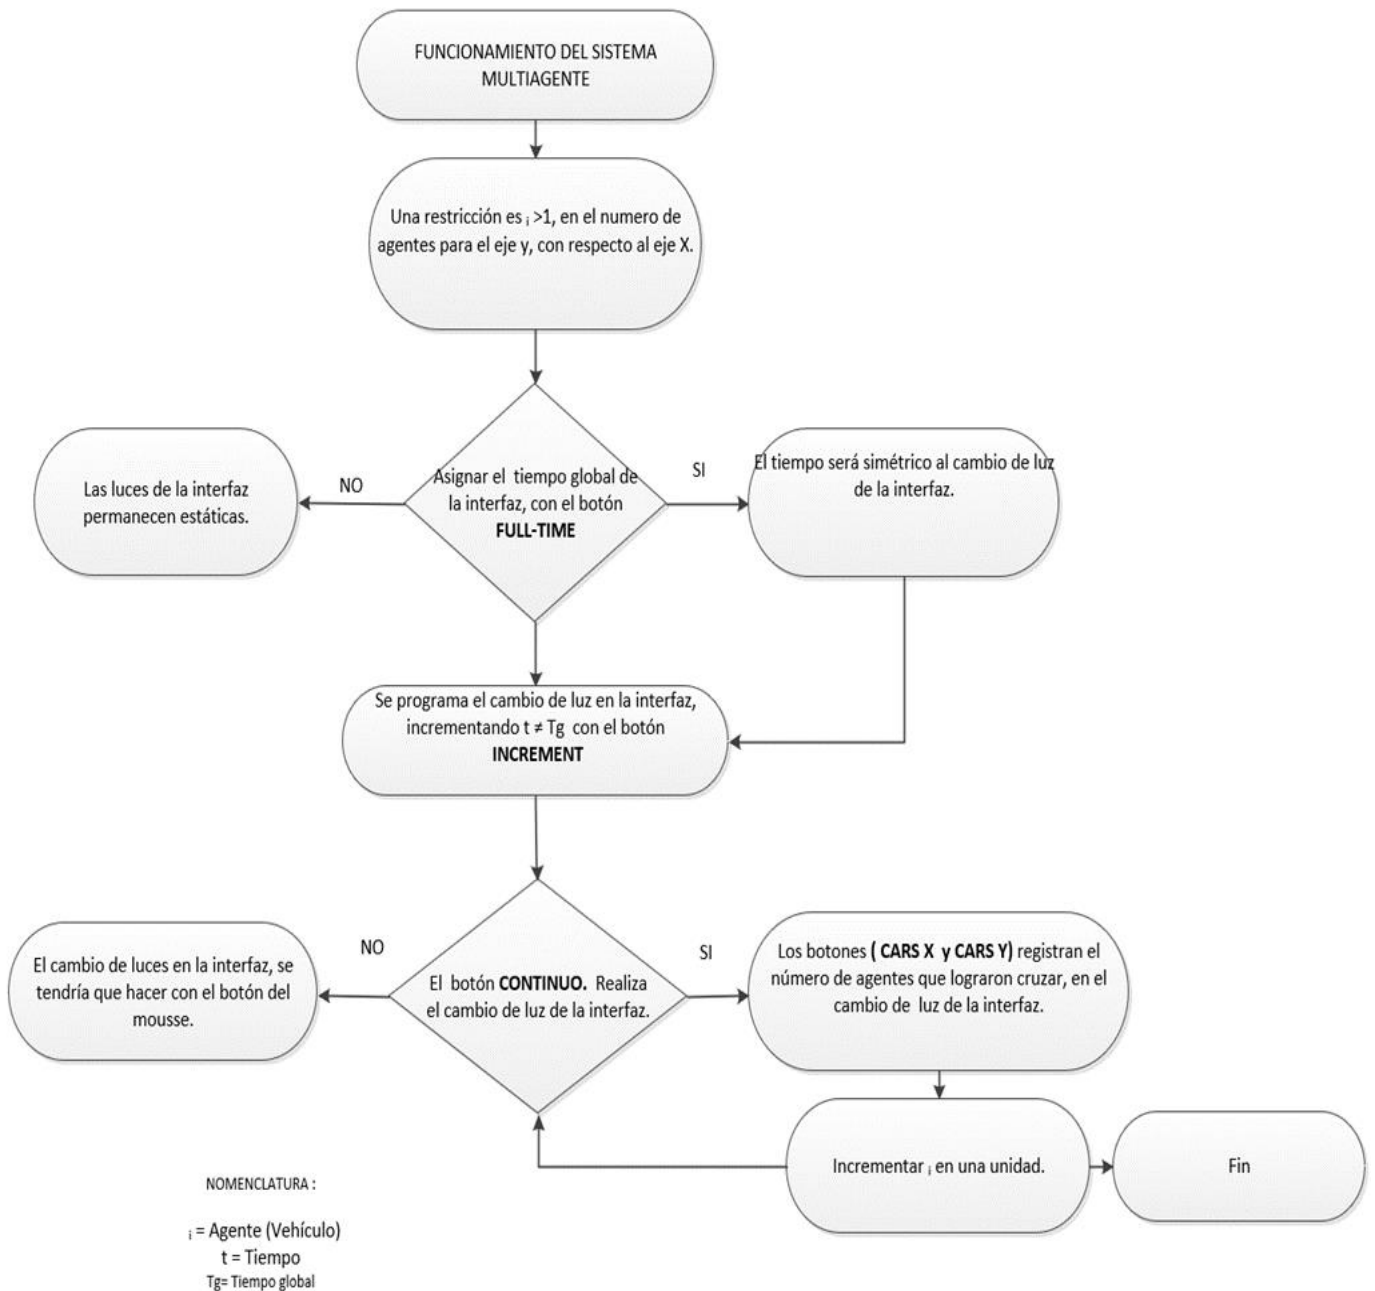 FUNCIONAMIENTO DEL SISTEMA
MULTIAGENTE
Una restricción es i >1, en el numero de
agentes para el eje y, con respecto al eje X.
Asignar el tiempo global de
la interfaz, con el botón
FULL-TIME
NO
SI
Las luces de la interfaz
permanecen estáticas.
El tiempo será simétrico al cambio de luz
de la interfaz.
Se programa el cambio de luz en la interfaz,
incrementando t ≠ Tg con el botón
INCREMENT
El botón CONTINUO. Realiza
el cambio de luz de la interfaz.
NO
SI
El cambio de luces en la interfaz, se
tendría que hacer con el botón del
mousse.
Los botones ( CARS X y CARS Y) registran el
número de agentes que lograron cruzar, en el
cambio de luz de la interfaz.
Incrementar i en una unidad.
Fin
NOMENCLATURA :
i = Agente (Vehículo)
t = Tiempo
Tg= Tiempo global